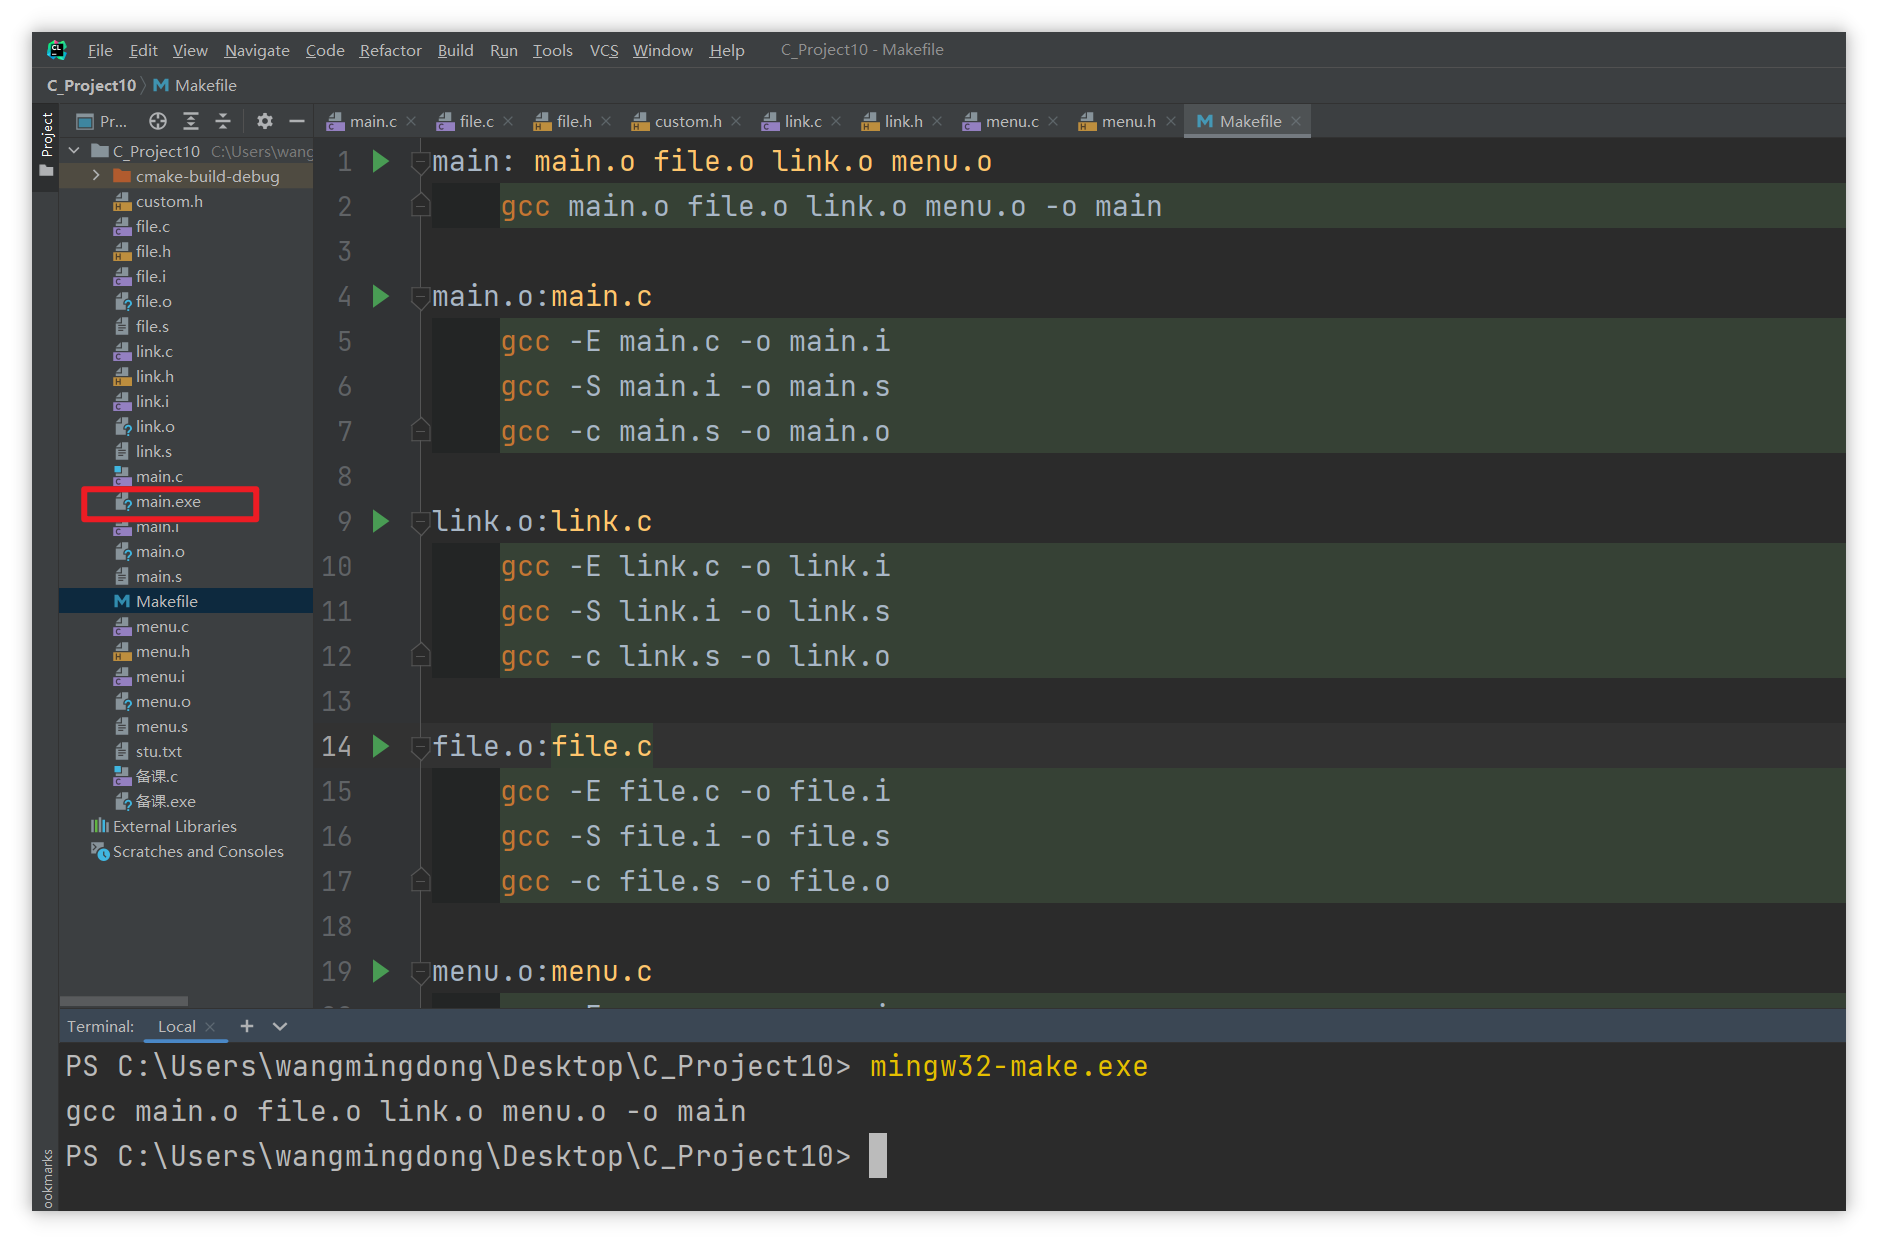 File Edit View Navigate Code Refactor Build Run Tools VCS Window Help C_Project10 - Makefile
C_Project10 Makefile
Project
Pr...
main.c file.c file.h custom.h link.c link.h menu.c menu.h Makefile
C_Project10 C:\Users\wang
cmake-build-debug
custom.h
file.c
file.h
file.i
file.o
file.s
link.c
link.h
link.i
link.o
link.s
main.c
main.exe
main.i
main.o
main.s
Makefile
menu.c
menu.h
menu.i
menu.o
menu.s
stu.txt
备课.c
备课.exe
External Libraries
Scratches and Consoles
1 main: main.o file.o link.o menu.o
2 gcc main.o file.o link.o menu.o -o main
3
4 main.o:main.c
5 gcc -E main.c -o main.i
6 gcc -S main.i -o main.s
7 gcc -c main.s -o main.o
8
9 link.o:link.c
10 gcc -E link.c -o link.i
11 gcc -S link.i -o link.s
12 gcc -c link.s -o link.o
13
14 file.o:file.c
15 gcc -E file.c -o file.i
16 gcc -S file.i -o file.s
17 gcc -c file.s -o file.o
18
19 menu.o:menu.c
Terminal: Local
PS C:\Users\wangmingdong\Desktop\C_Project10> mingw32-make.exe
gcc main.o file.o link.o menu.o -o main
PS C:\Users\wangmingdong\Desktop\C_Project10>
ookmarks